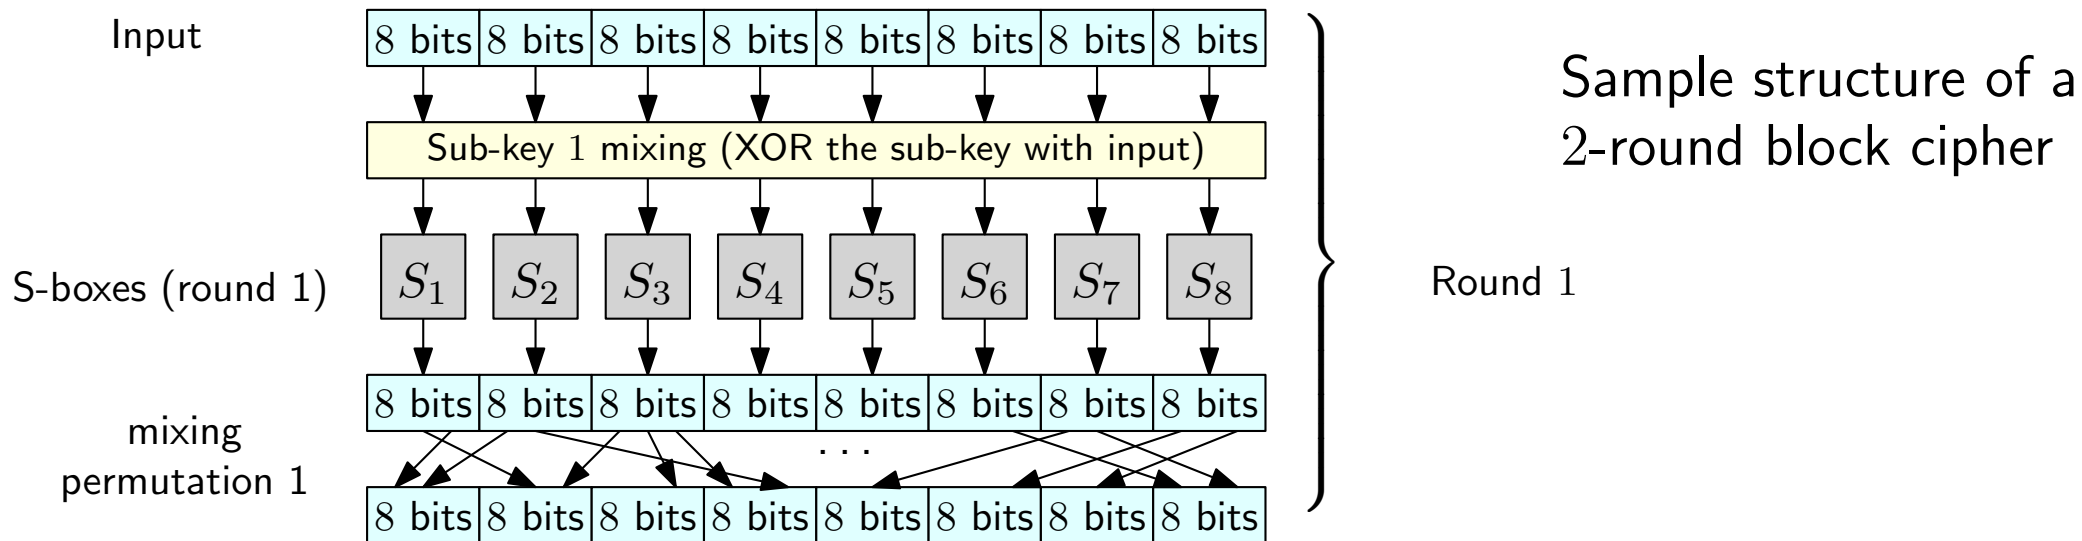 Input
8 bits 8 bits 8 bits 8 bits 8 bits 8 bits 8 bits 8 bits
Sample structure of a
2-round block cipher
Sub-key 1 mixing (XOR the sub-key with input)
S-boxes (round 1)
S1 S2 S3 S4 S5 S6 S7 S8
Round 1
8 bits 8 bits 8 bits 8 bits 8 bits 8 bits 8 bits 8 bits
mixing
permutation 1
...
8 bits 8 bits 8 bits 8 bits 8 bits 8 bits 8 bits 8 bits